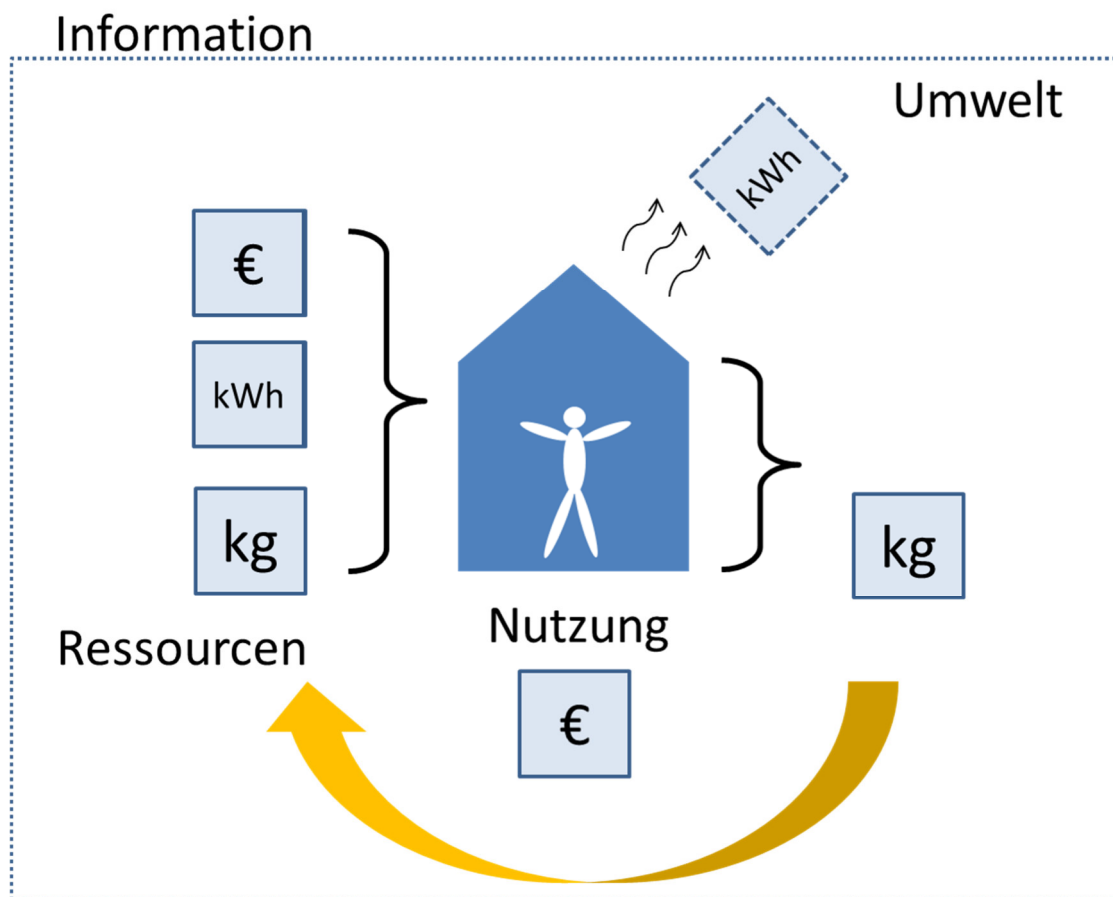 Information
Umwelt
kWh
€
kWh
kg
kg
Ressourcen
Nutzung
€